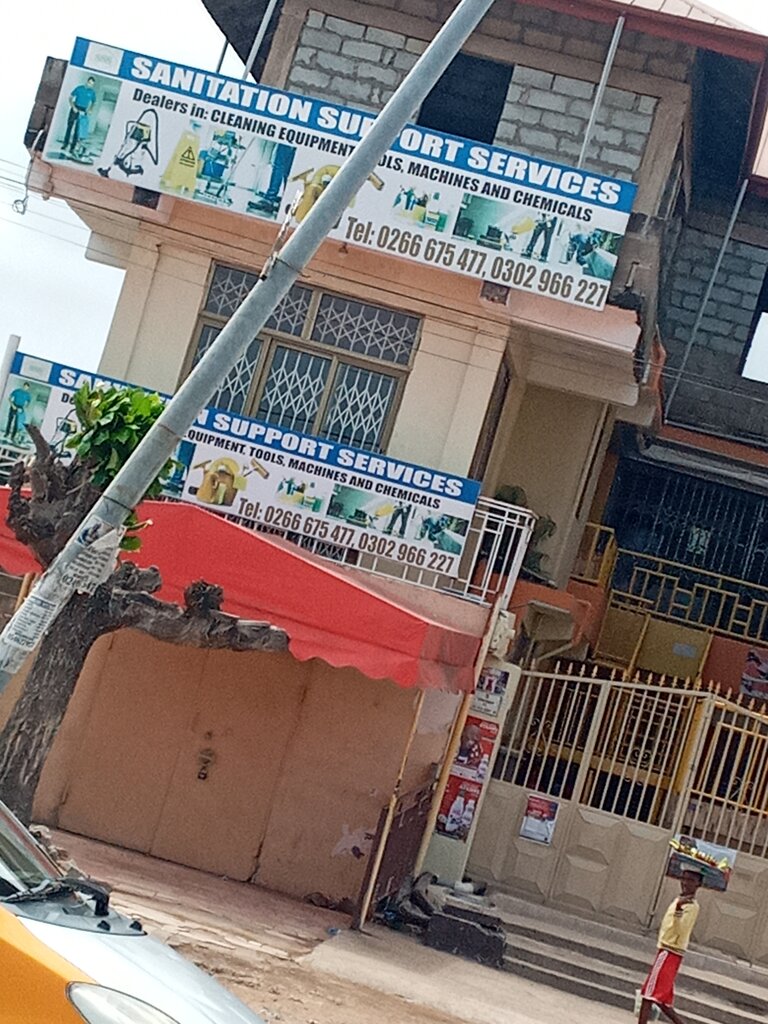 SANITATION SUPPORT SERVICES
Dealers in: CLEANING EQUIPMENT, TOOLS, MACHINES AND CHEMICALS
Tel: 0266 675 477, 0302 966 227
SUPPORT SERVICES
EQUIPMENT, TOOLS, MACHINES AND CHEMICALS
Tel: 0266 675 477, 0302 966 227